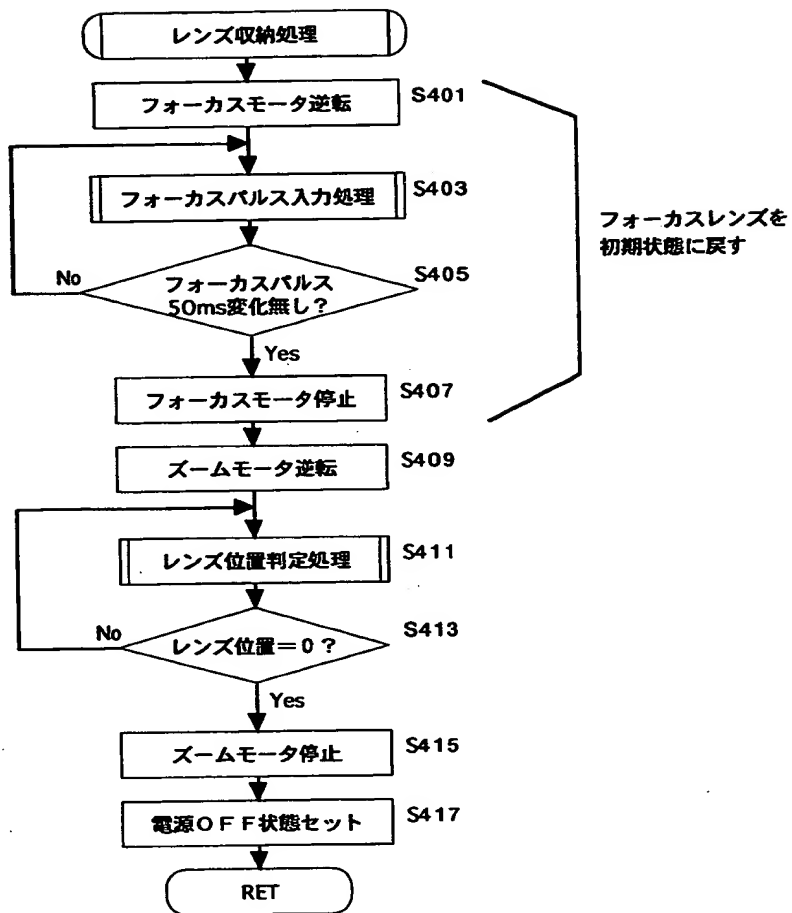 レンズ収納処理
フォーカスモータ逆転
S401
フォーカスパルス入力処理
S403
フォーカスレンズを
初期状態に戻す
No
フォーカスパルス
50ms変化無し？
S405
Yes
フォーカスモータ停止
S407
ズームモータ逆転
S409
レンズ位置判定処理
S411
No
レンズ位置＝０？
S413
Yes
ズームモータ停止
S415
電源ＯＦＦ状態セット
S417
RET